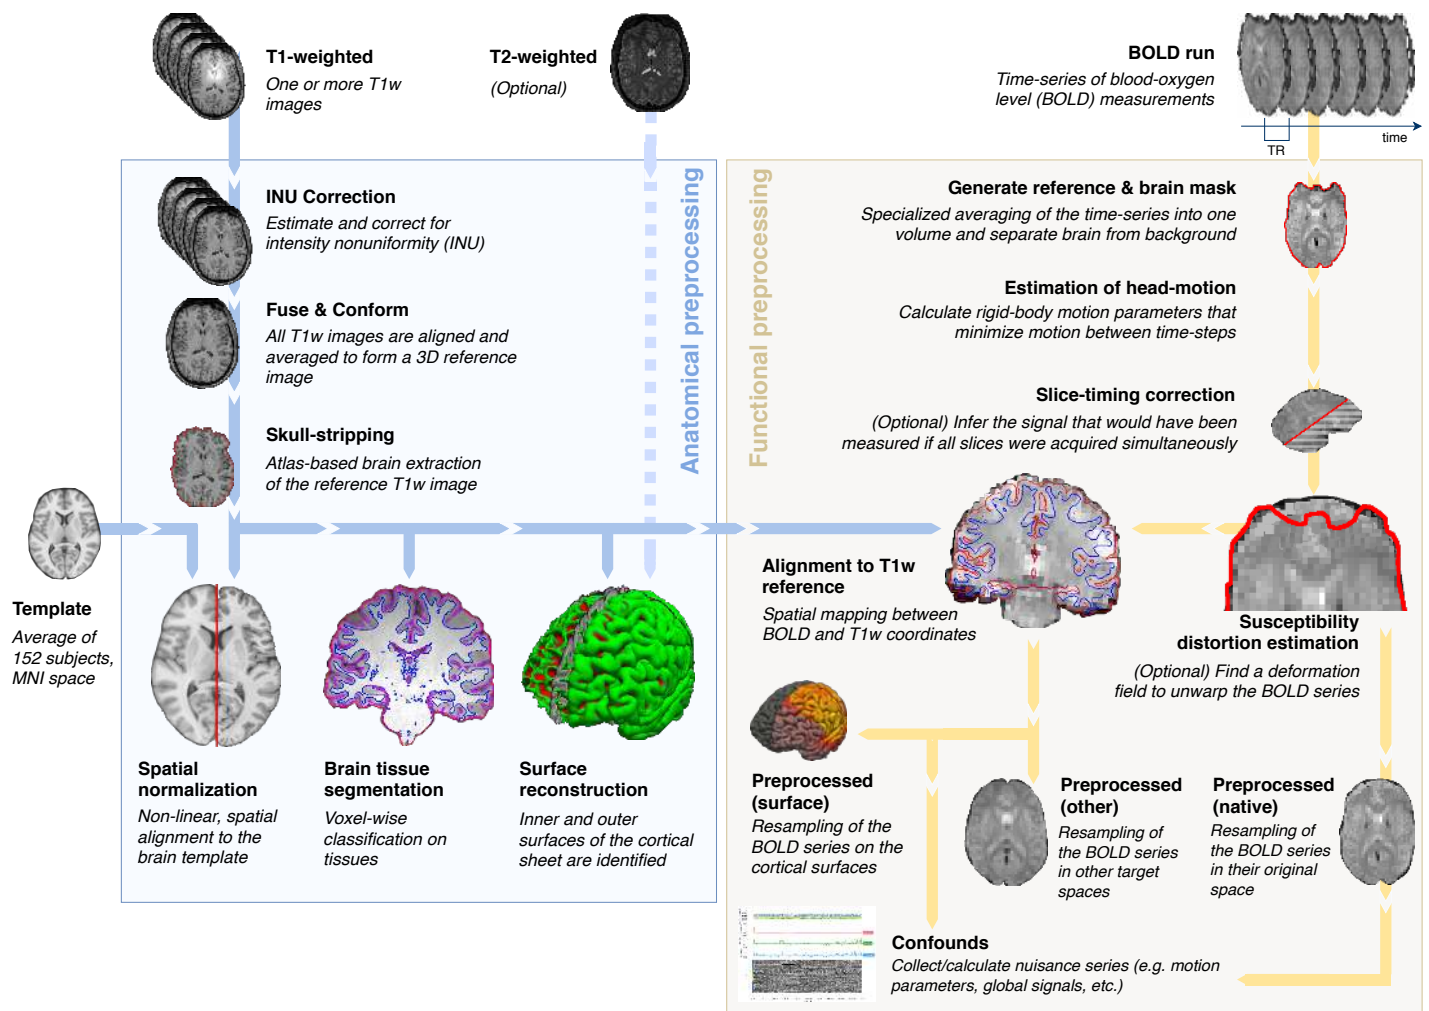 T1-weighted
One or more T1w
images
T2-weighted
(Optional)
BOLD run
Time-series of blood-oxygen
level (BOLD) measurements
time
TR
Anatomical preprocessing
INU Correction
Estimate and correct for
intensity nonuniformity (INU)
Fuse & Conform
All T1w images are aligned and
averaged to form a 3D reference
image
Skull-stripping
Atlas-based brain extraction
of the reference T1w image
Template
Average of
152 subjects,
MNI space
Spatial
normalization
Non-linear, spatial
alignment to the
brain template
Brain tissue
segmentation
Voxel-wise
classification on
tissues
Surface
reconstruction
Inner and outer
surfaces of the cortical
sheet are identified
Functional preprocessing
Generate reference & brain mask
Specialized averaging of the time-series into one
volume and separate brain from background
Estimation of head-motion
Calculate rigid-body motion parameters that
minimize motion between time-steps
Slice-timing correction
(Optional) Infer the signal that would have been
measured if all slices were acquired simultaneously
Alignment to T1w
reference
Spatial mapping between
BOLD and T1w coordinates
Susceptibility
distortion estimation
(Optional) Find a deformation
field to unwarp the BOLD series
Preprocessed
(surface)
Resampling of the
BOLD series on the
cortical surfaces
Preprocessed
(other)
Resampling of
the BOLD series
in other target
spaces
Preprocessed
(native)
Resampling of
the BOLD series
in their original
space
Confounds
Collect/calculate nuisance series (e.g. motion
parameters, global signals, etc.)